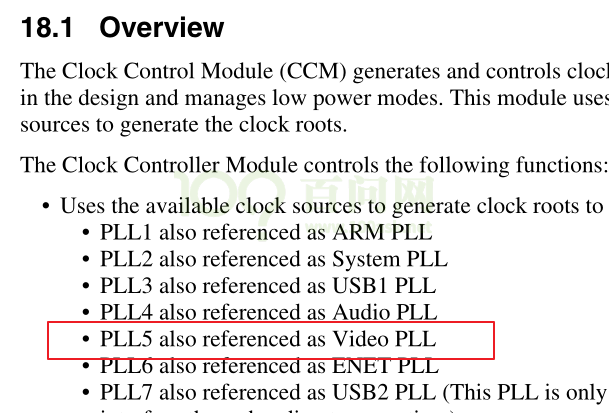 18.1 Overview
The Clock Control Module (CCM) generates and controls clock
in the design and manages low power modes. This module uses
sources to generate the clock roots.
The Clock Controller Module controls the following functions:
• Uses the available clock sources to generate clock roots to
• PLL1 also referenced as ARM PLL
• PLL2 also referenced as System PLL
• PLL3 also referenced as USB1 PLL
• PLL4 also referenced as Audio PLL
• PLL5 also referenced as Video PLL
• PLL6 also referenced as ENET PLL
• PLL7 also referenced as USB2 PLL (This PLL is only
百问网